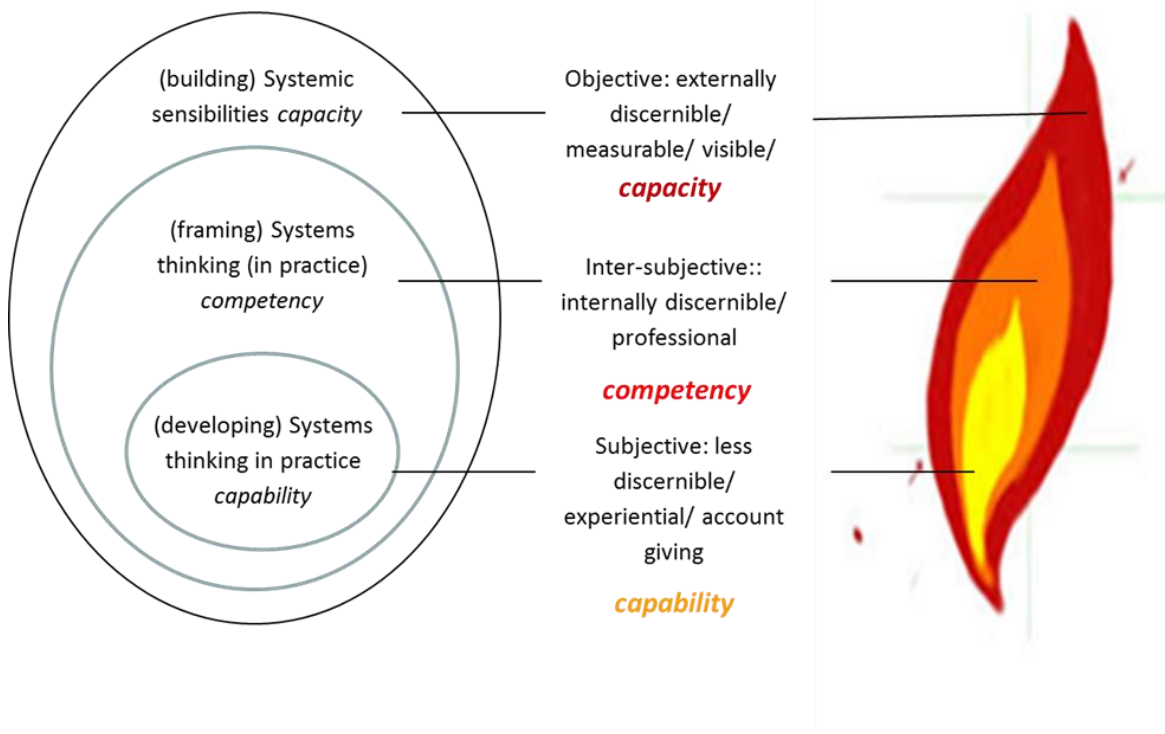 (building) Systemic
sensibilities capacity
(framing) Systems
thinking (in practice)
competency
(developing) Systems
thinking in practice
capability
Objective: externally
discernible/
measurable/ visible/
capacity
Inter-subjective::
internally discernible/
professional
competency
Subjective: less
discernible/
experiential/ account
giving
capability